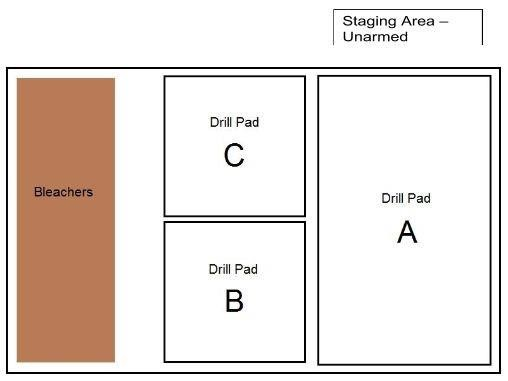 Staging Area –
Unarmed
Drill Pad
C
Bleachers
Drill Pad
A
Drill Pad
B